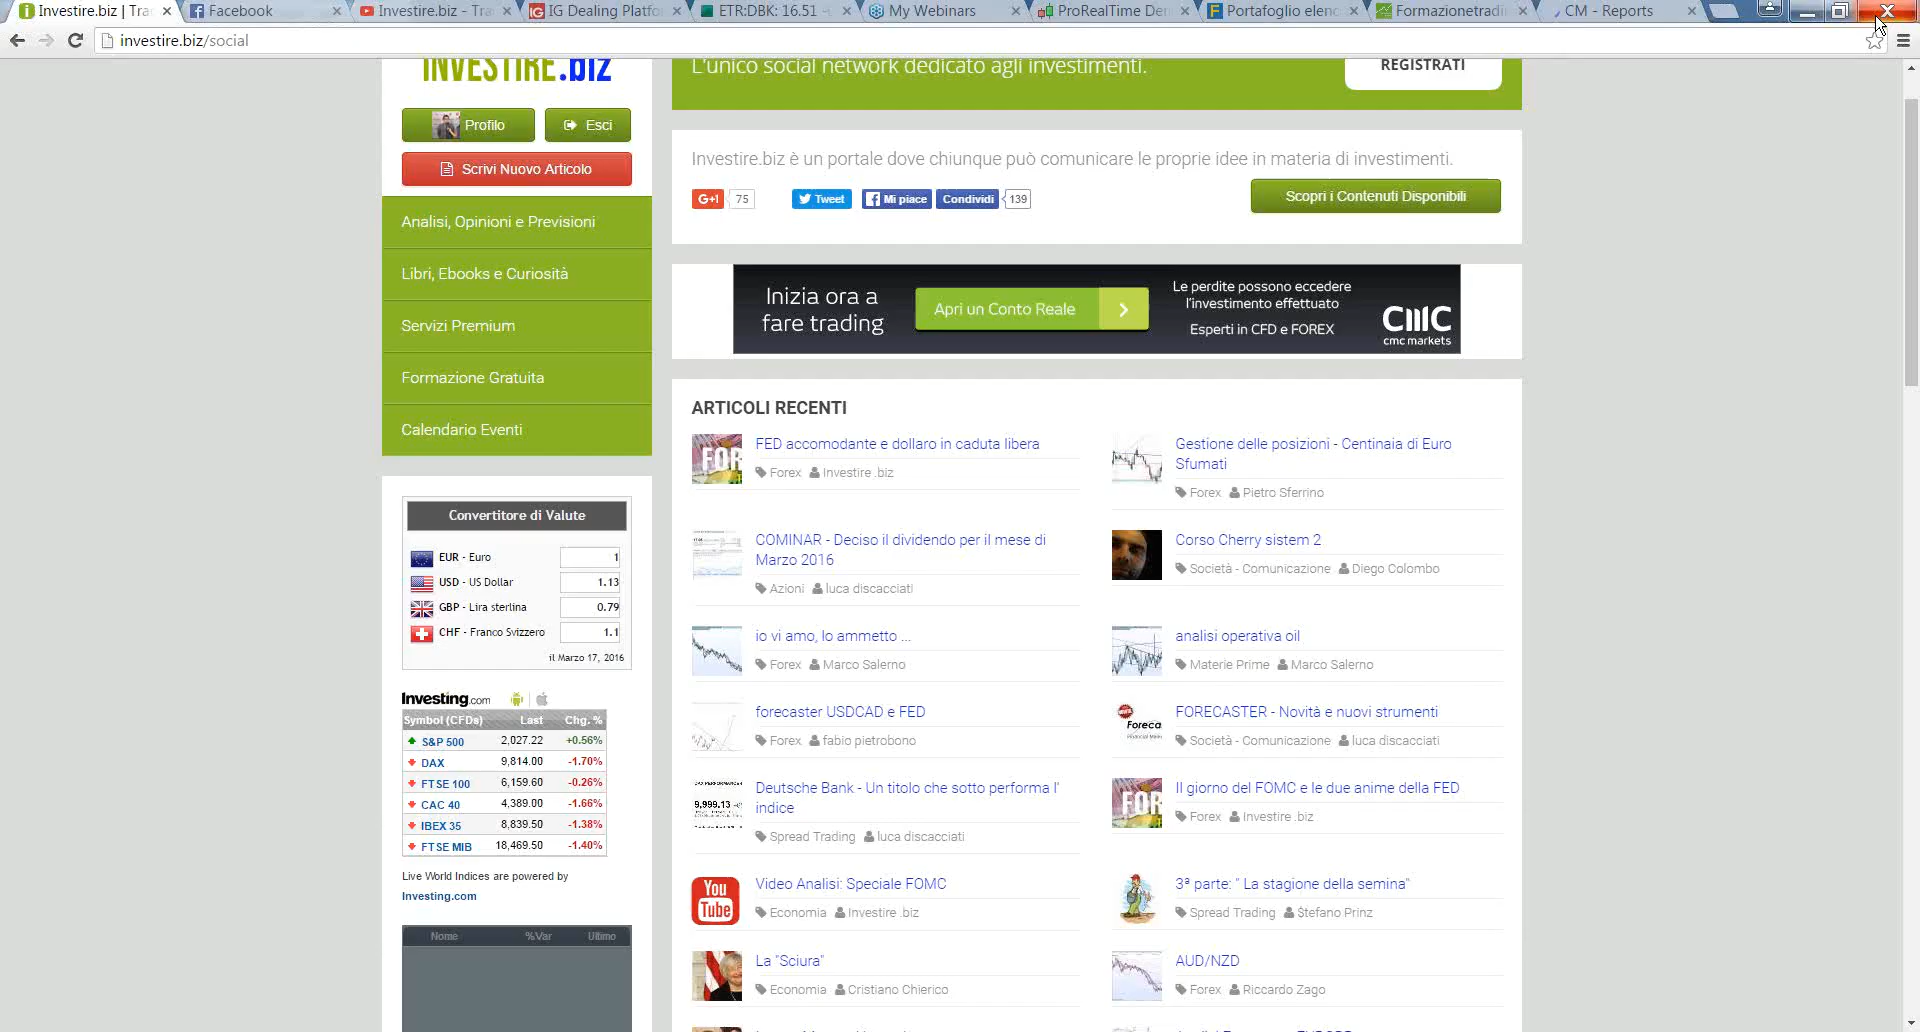 Investire.biz | Tra
Facebook
Investire.biz - Tra
IG Dealing Platfo
ETR:DBK: 16.51 -
My Webinars
ProRealTime De
Portafoglio elenc
Formazionetradi
CM - Reports
investire.biz/social
INVESTIRE.BIZ
L'unico social network dedicato agli investimenti.
REGISTRATI
Profilo
Esci
Scrivi Nuovo Articolo
Analisi, Opinioni e Previsioni
Libri, Ebooks e Curiosità
Servizi Premium
Formazione Gratuita
Calendario Eventi
Investire.biz è un portale dove chiunque può comunicare le proprie idee in materia di investimenti.
G+1 75
Tweet
Mi piace
Condividi
139
Scopri i Contenuti Disponibili
Inizia ora a
fare trading
Apri un Conto Reale
Le perdite possono eccedere
l'investimento effettuato
Esperti in CFD e FOREX
CMC
cmc markets
Convertitore di Valute
EUR - Euro 1
USD - US Dollar 1.13
GBP - Lira sterlina 0.79
CHF - Franco Svizzero 1.1
il Marzo 17, 2016
Investing.com
Symbol (CFDs) Last Chg. %
S&P 500 2,027.22 +0.56%
DAX 9,814.00 -1.70%
FTSE 100 6,159.60 -0.26%
CAC 40 4,389.00 -1.66%
IBEX 35 8,839.50 -1.38%
FTSE MIB 18,469.50 -1.40%
Live World Indices are powered by
Investing.com
Nome %Var Ultimo
ARTICOLI RECENTI
FOR
FED accomodante e dollaro in caduta libera
Forex Investire .biz
Gestione delle posizioni - Centinaia di Euro
Sfumati
Forex Pietro Sferrino
COMINAR - Deciso il dividendo per il mese di
Marzo 2016
Azioni luca discacciati
Corso Cherry sistem 2
Società - Comunicazione Diego Colombo
io vi amo, lo ammetto ...
Forex Marco Salerno
analisi operativa oil
Materie Prime Marco Salerno
forecaster USDCAD e FED
Forex fabio pietrobono
Foreca
FORECASTER - Novità e nuovi strumenti
Società - Comunicazione luca discacciati
9,999.13
Deutsche Bank - Un titolo che sotto performa l'
indice
Spread Trading luca discacciati
FOR
Il giorno del FOMC e le due anime della FED
Forex Investire .biz
You
Tube
Video Analisi: Speciale FOMC
Economia Investire .biz
3ª parte: " La stagione della semina"
Spread Trading Stefano Prinz
La "Sciura"
Economia Cristiano Chierico
AUD/NZD
Forex Riccardo Zago